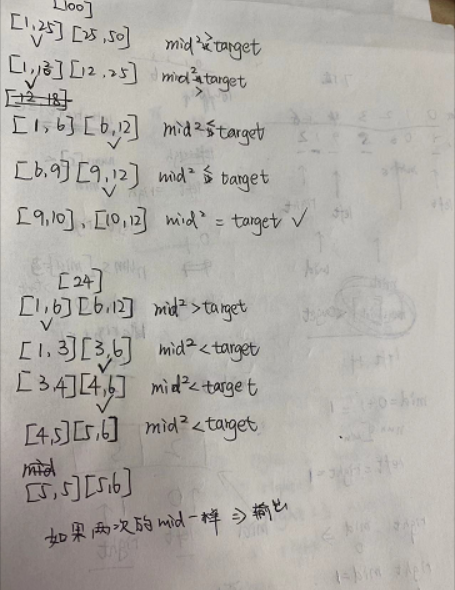 [100]
[1,25] [25,50] mid²>target
[1,12] [12,25] mid²>target
[12 18]
[1,6] [6,12] mid²≤target
[6,9] [9,12] mid²≤target
[9,10],[10,12] mid²=target ✓
[24]
[1,6][6,12] mid²>target
[1,3][3,6] mid²<target
[3,4][4,6] mid²<target
[4,5][5,6] mid²<target
mid
[5,5][5,6]
如果两次的mid一样⇒输出